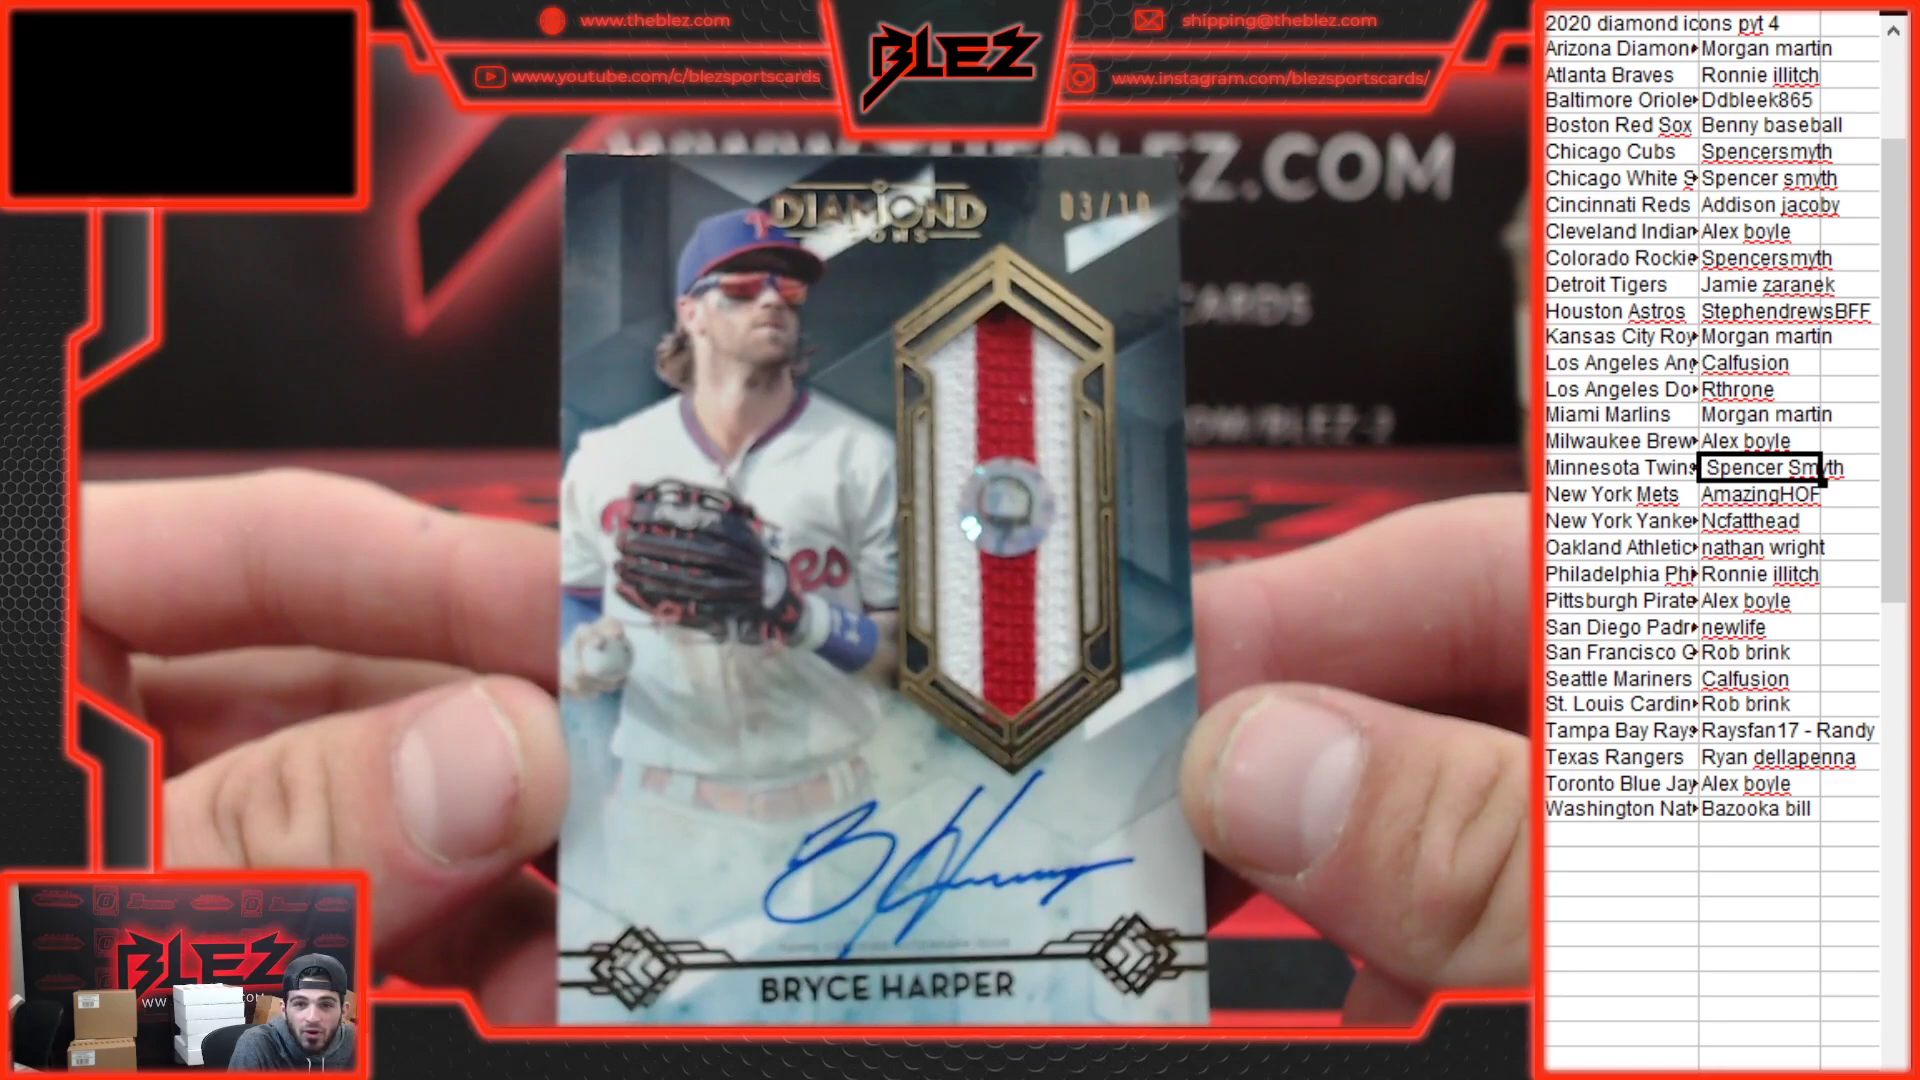 www.theblez.com
www.youtube.com/c/blezsportscards
BLEZ
shipping@theblez.com
www.instagram.com/blezsportscards/
DIAMOND
ICONS
03/10
BRYCE HARPER
BLEZ
2020 diamond icons pyt 4
Arizona Diamon Morgan martin
Atlanta Braves Ronnie illitch
Baltimore Oriole Ddbleek865
Boston Red Sox Benny baseball
Chicago Cubs Spencersmyth
Chicago White S Spencer smyth
Cincinnati Reds Addison jacoby
Cleveland Indian Alex boyle
Colorado Rockie Spencersmyth
Detroit Tigers Jamie zaranek
Houston Astros StephendrewsBFF
Kansas City Roy Morgan martin
Los Angeles Ang Calfusion
Los Angeles Do Rthrone
Miami Marlins Morgan martin
Milwaukee Brew Alex boyle
Minnesota Twins Spencer Smyth
New York Mets AmazingHOF
New York Yanke Ncfatthead
Oakland Athletic nathan wright
Philadelphia Phi Ronnie illitch
Pittsburgh Pirate Alex boyle
San Diego Padr newlife
San Francisco G Rob brink
Seattle Mariners Calfusion
St. Louis Cardin Rob brink
Tampa Bay Rays Raysfan17 - Randy
Texas Rangers Ryan dellapenna
Toronto Blue Jay Alex boyle
Washington Nat Bazooka bill